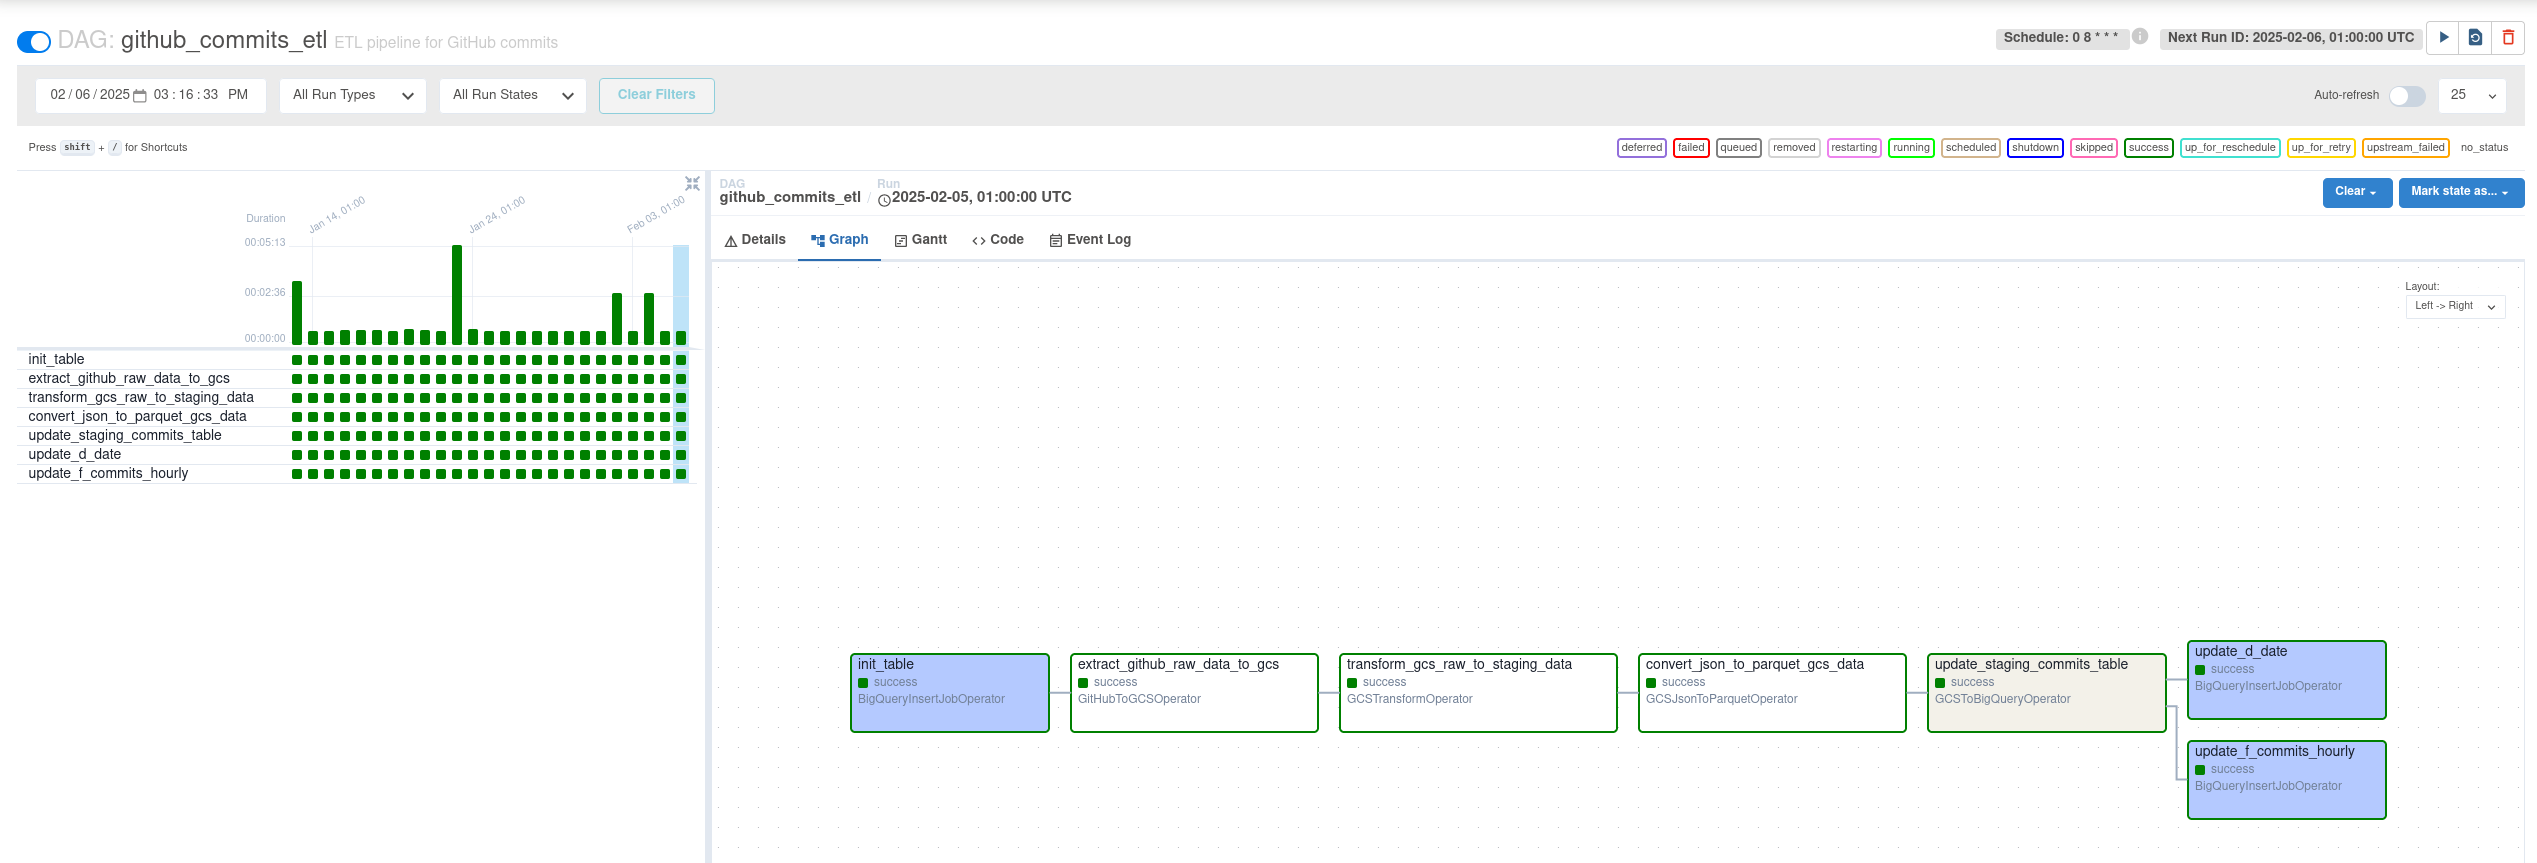 DAG: github_commits_etl ETL pipeline for GitHub commits
Schedule: 0 8 * * *
Next Run ID: 2025-02-06, 01:00:00 UTC
02 / 06 / 2025 03 : 16 : 33 PM
All Run Types
All Run States
Clear Filters
Auto-refresh
25
Press shift + / for Shortcuts
deferred failed queued removed restarting running scheduled shutdown skipped success up_for_reschedule up_for_retry upstream_failed no_status
Duration
Jan 14, 01:00
Jan 24, 01:00
Feb 03, 01:00
00:05:13
00:02:36
00:00:00
init_table
extract_github_raw_data_to_gcs
transform_gcs_raw_to_staging_data
convert_json_to_parquet_gcs_data
update_staging_commits_table
update_d_date
update_f_commits_hourly
DAG
github_commits_etl
/
Run
2025-02-05, 01:00:00 UTC
Clear
Mark state as...
Details
Graph
Gantt
Code
Event Log
Layout:
Left -> Right
init_table
success
BigQueryInsertJobOperator
extract_github_raw_data_to_gcs
success
GitHubToGCSOperator
transform_gcs_raw_to_staging_data
success
GCSTransformOperator
convert_json_to_parquet_gcs_data
success
GCSJsonToParquetOperator
update_staging_commits_table
success
GCSToBigQueryOperator
update_d_date
success
BigQueryInsertJobOperator
update_f_commits_hourly
success
BigQueryInsertJobOperator